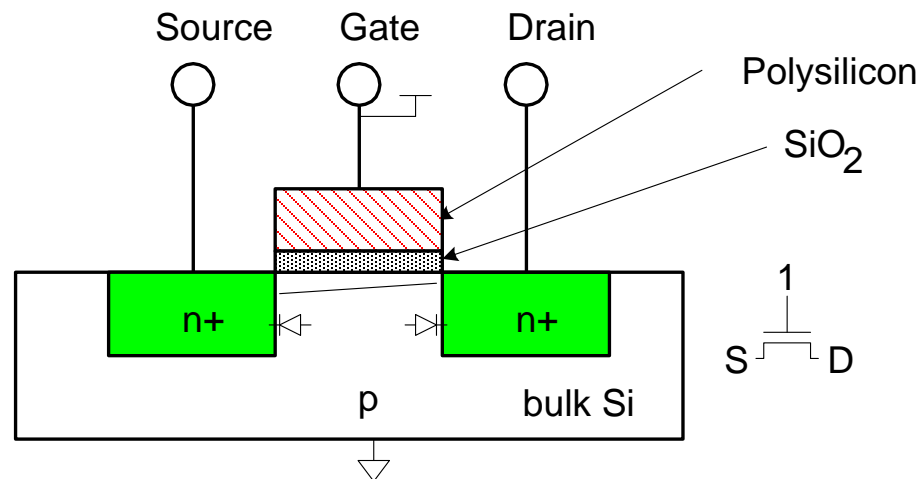 Source Gate Drain
Polysilicon
SiO2
1
n+ n+
S D
p bulk Si